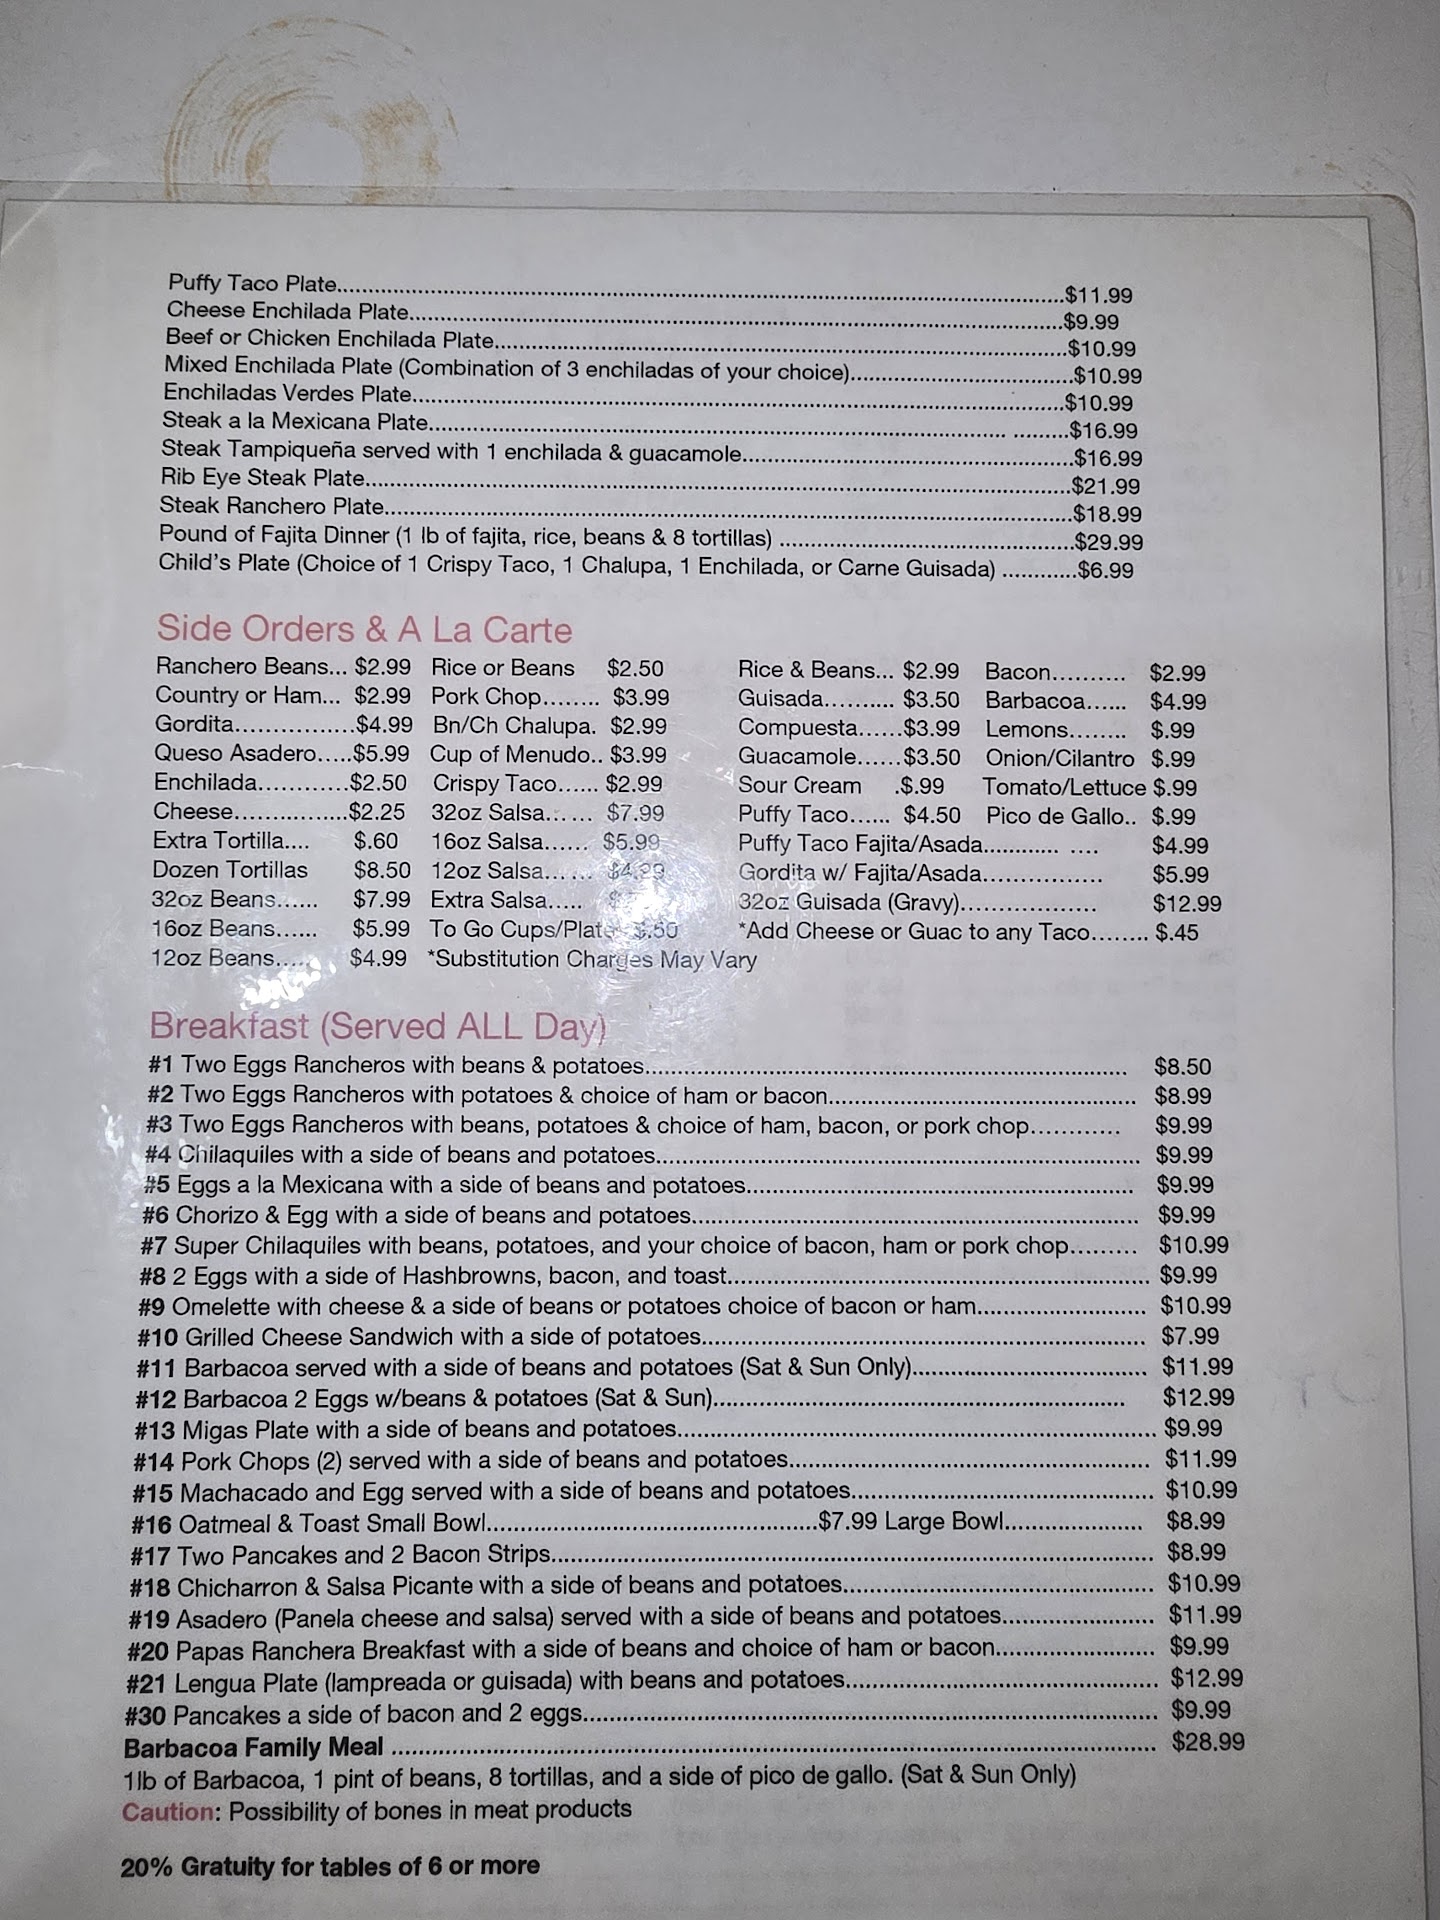 Puffy Taco Plate..........$11.99
Cheese Enchilada Plate..........$9.99
Beef or Chicken Enchilada Plate..........$10.99
Mixed Enchilada Plate (Combination of 3 enchiladas of your choice)..........$10.99
Enchiladas Verdes Plate..........$10.99
Steak a la Mexicana Plate..........$16.99
Steak Tampiqueña served with 1 enchilada & guacamole..........$16.99
Rib Eye Steak Plate..........$21.99
Steak Ranchero Plate..........$18.99
Pound of Fajita Dinner (1 lb of fajita, rice, beans & 8 tortillas) ..........$29.99
Child's Plate (Choice of 1 Crispy Taco, 1 Chalupa, 1 Enchilada, or Carne Guisada) ............$6.99
Side Orders & A La Carte
Ranchero Beans... $2.99 Rice or Beans $2.50 Rice & Beans... $2.99 Bacon.......... $2.99
Country or Ham... $2.99 Pork Chop........ $3.99 Guisada.......... $3.50 Barbacoa...... $4.99
Gordita................$4.99 Bn/Ch Chalupa. $2.99 Compuesta......$3.99 Lemons........ $.99
Queso Asadero.....$5.99 Cup of Menudo.. $3.99 Guacamole......$3.50 Onion/Cilantro $.99
Enchilada............$2.50 Crispy Taco...... $2.99 Sour Cream .$.99 Tomato/Lettuce $.99
Cheese.................$2.25 32oz Salsa...... $7.99 Puffy Taco...... $4.50 Pico de Gallo.. $.99
Extra Tortilla.... $.60 16oz Salsa...... $5.99 Puffy Taco Fajita/Asada............ .... $4.99
Dozen Tortillas $8.50 12oz Salsa...... Gordita w/ Fajita/Asada................ $5.99
32oz Beans...... $7.99 Extra Salsa..... 32oz Guisada (Gravy).................... $12.99
16oz Beans...... $5.99 To Go Cups/Plate $.50 *Add Cheese or Guac to any Taco........ $.45
12oz Beans..... $4.99 *Substitution Charges May Vary
Breakfast (Served ALL Day)
#1 Two Eggs Rancheros with beans & potatoes.......... $8.50
#2 Two Eggs Rancheros with potatoes & choice of ham or bacon.......... $8.99
#3 Two Eggs Rancheros with beans, potatoes & choice of ham, bacon, or pork chop............. $9.99
#4 Chilaquiles with a side of beans and potatoes.......... $9.99
#5 Eggs a la Mexicana with a side of beans and potatoes.......... $9.99
#6 Chorizo & Egg with a side of beans and potatoes.......... $9.99
#7 Super Chilaquiles with beans, potatoes, and your choice of bacon, ham or pork chop......... $10.99
#8 2 Eggs with a side of Hashbrowns, bacon, and toast.......... $9.99
#9 Omelette with cheese & a side of beans or potatoes choice of bacon or ham.......... $10.99
#10 Grilled Cheese Sandwich with a side of potatoes.......... $7.99
#11 Barbacoa served with a side of beans and potatoes (Sat & Sun Only).......... $11.99
#12 Barbacoa 2 Eggs w/beans & potatoes (Sat & Sun).......... $12.99
#13 Migas Plate with a side of beans and potatoes.......... $9.99
#14 Pork Chops (2) served with a side of beans and potatoes.......... $11.99
#15 Machacado and Egg served with a side of beans and potatoes.......... $10.99
#16 Oatmeal & Toast Small Bowl..........$7.99 Large Bowl.......... $8.99
#17 Two Pancakes and 2 Bacon Strips.......... $8.99
#18 Chicharron & Salsa Picante with a side of beans and potatoes.......... $10.99
#19 Asadero (Panela cheese and salsa) served with a side of beans and potatoes.......... $11.99
#20 Papas Ranchera Breakfast with a side of beans and choice of ham or bacon.......... $9.99
#21 Lengua Plate (lampreada or guisada) with beans and potatoes.......... $12.99
#30 Pancakes a side of bacon and 2 eggs.......... $9.99
Barbacoa Family Meal .......... $28.99
1lb of Barbacoa, 1 pint of beans, 8 tortillas, and a side of pico de gallo. (Sat & Sun Only)
Caution: Possibility of bones in meat products
20% Gratuity for tables of 6 or more